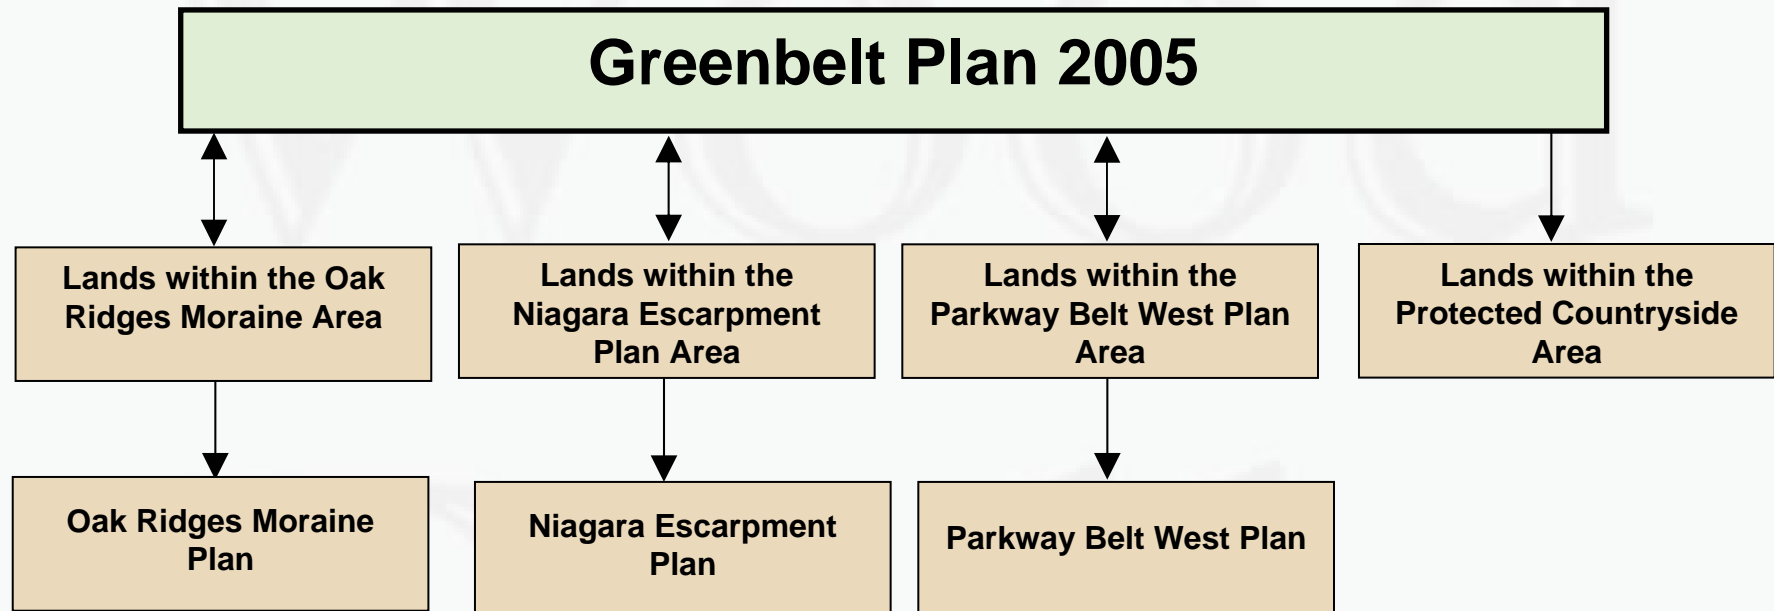 Greenbelt Plan 2005
Lands within the Oak
Ridges Moraine Area
Lands within the
Niagara Escarpment
Plan Area
Lands within the
Parkway Belt West Plan
Area
Lands within the
Protected Countryside
Area
Oak Ridges Moraine
Plan
Niagara Escarpment
Plan
Parkway Belt West Plan